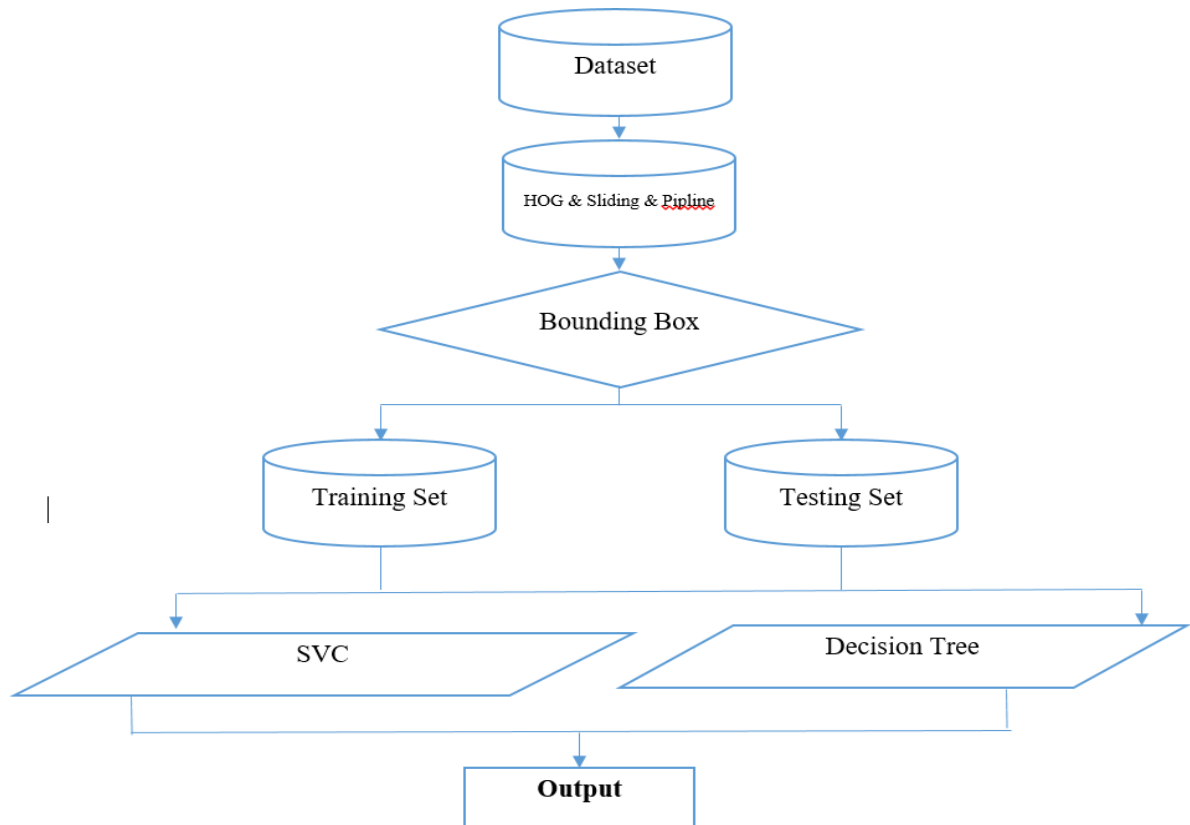 Dataset
HOG & Sliding & Pipline
Bounding Box
Training Set
Testing Set
SVC
Decision Tree
Output